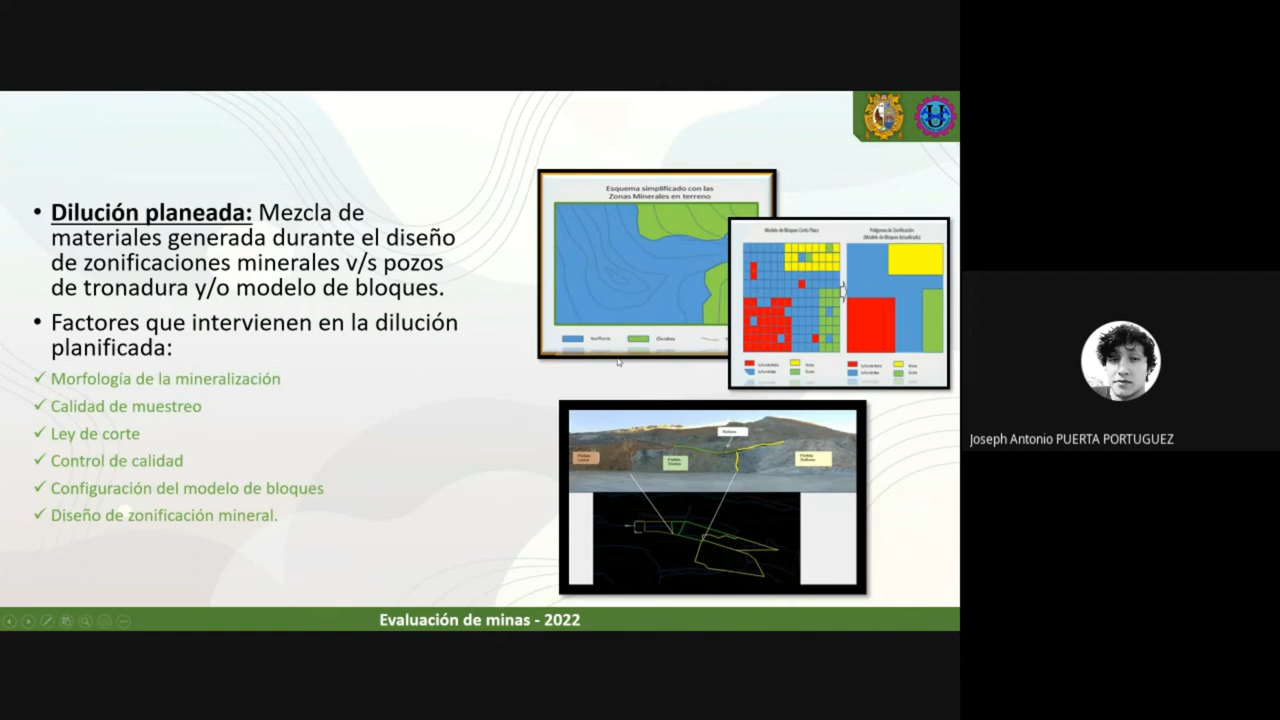 • Dilución planeada: Mezcla de
materiales generada durante el diseño
de zonificaciones minerales v/s pozos
de tronadura y/o modelo de bloques.
• Factores que intervienen en la dilución
planificada:
✓ Morfología de la mineralización
✓ Calidad de muestreo
✓ Ley de corte
✓ Control de calidad
✓ Configuración del modelo de bloques
✓ Diseño de zonificación mineral.
Esquema simplificado con las
Zonas Minerales en terreno
Modelo de Bloques Corto Plazo
Polígonos de Zonificación
(Modelo de Bloques Actualizado)
Evaluación de minas - 2022
Joseph Antonio PUERTA PORTUGUEZ